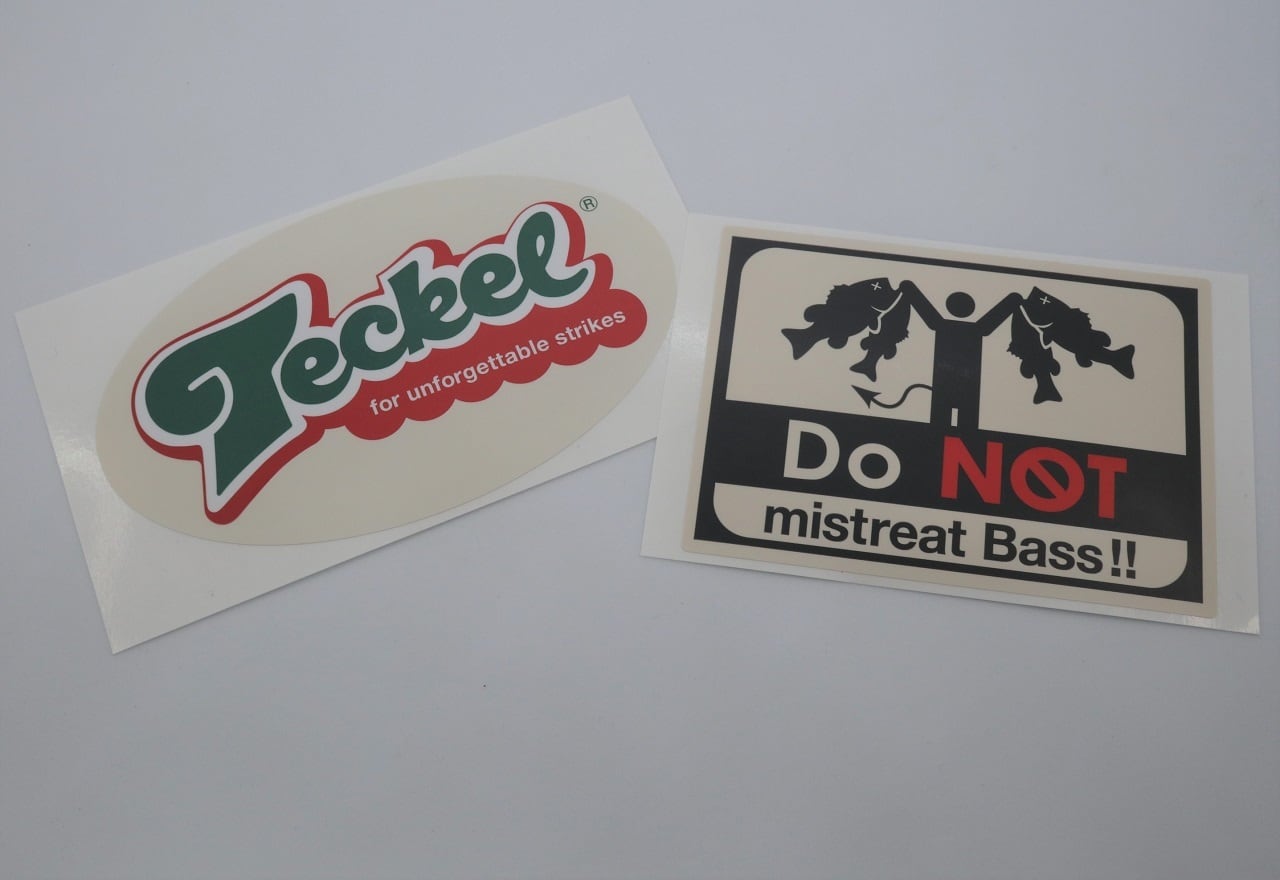 Teckel®
for unforgettable strikes
Do NOT
mistreat Bass!!